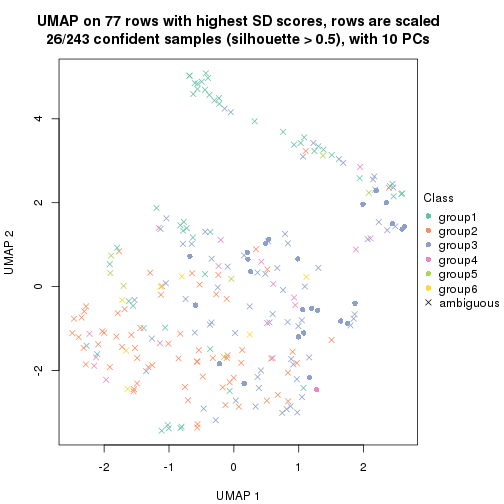 UMAP on 77 rows with highest SD scores, rows are scaled
26/243 confident samples (silhouette > 0.5), with 10 PCs
4
2
0
-2
UMAP 2
-2
-1
0
1
2
UMAP 1
Class
group1
group2
group3
group4
group5
group6
ambiguous